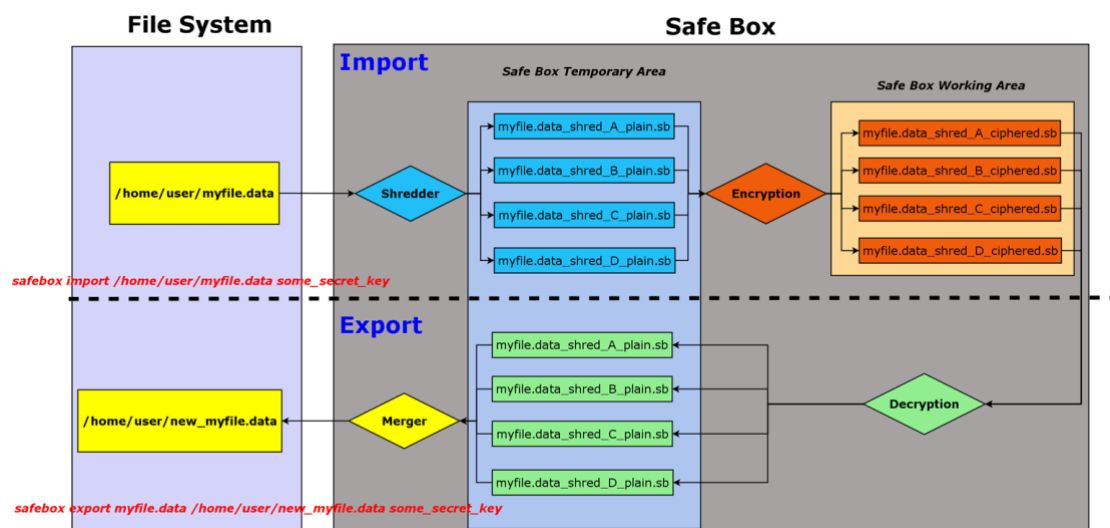 File System
Safe Box
Import
Safe Box Temporary Area
Safe Box Working Area
/home/user/myfile.data
Shredder
myfile.data_shred_A_plain.sb
myfile.data_shred_B_plain.sb
myfile.data_shred_C_plain.sb
myfile.data_shred_D_plain.sb
Encryption
myfile.data_shred_A_ciphered.sb
myfile.data_shred_B_ciphered.sb
myfile.data_shred_C_ciphered.sb
myfile.data_shred_D_ciphered.sb
safebox import /home/user/myfile.data some_secret_key
Export
Decryption
myfile.data_shred_A_plain.sb
myfile.data_shred_B_plain.sb
myfile.data_shred_C_plain.sb
myfile.data_shred_D_plain.sb
Merger
/home/user/new_myfile.data
safebox export myfile.data /home/user/new_myfile.data some_secret_key